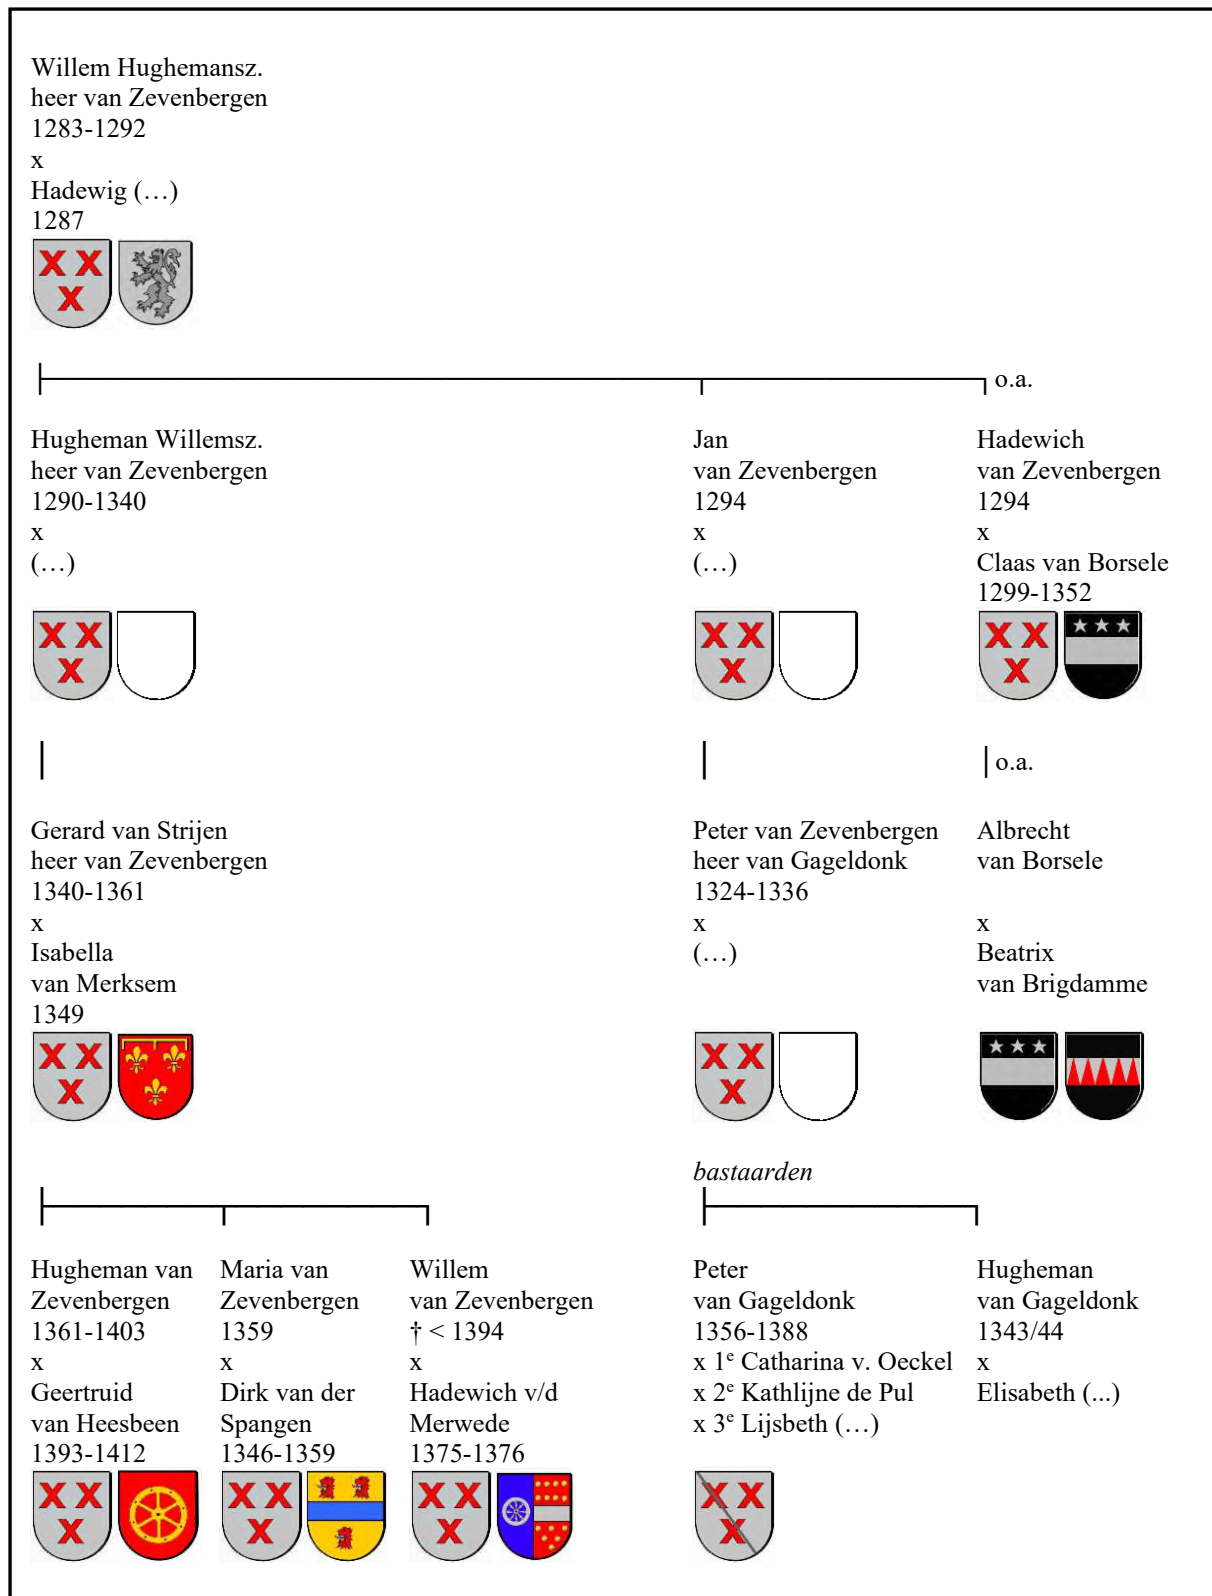 Willem Hughemansz.
heer van Zevenbergen
1283-1292
x
Hadewig (…)
1287
o.a.
Hugheman Willemsz.
heer van Zevenbergen
1290-1340
x
(…)
Jan
van Zevenbergen
1294
x
(…)
Hadewich
van Zevenbergen
1294
x
Claas van Borsele
1299-1352
o.a.
Gerard van Strijen
heer van Zevenbergen
1340-1361
x
Isabella
van Merksem
1349
Peter van Zevenbergen
heer van Gageldonk
1324-1336
x
(…)
Albrecht
van Borsele
x
Beatrix
van Brigdamme
bastaarden
Hugheman van
Zevenbergen
1361-1403
x
Geertruid
van Heesbeen
1393-1412
Maria van
Zevenbergen
1359
x
Dirk van der
Spangen
1346-1359
Willem
van Zevenbergen
† < 1394
x
Hadewich v/d
Merwede
1375-1376
Peter
van Gageldonk
1356-1388
x 1e Catharina v. Oeckel
x 2e Kathlijne de Pul
x 3e Lijsbeth (…)
Hugheman
van Gageldonk
1343/44
x
Elisabeth (...)